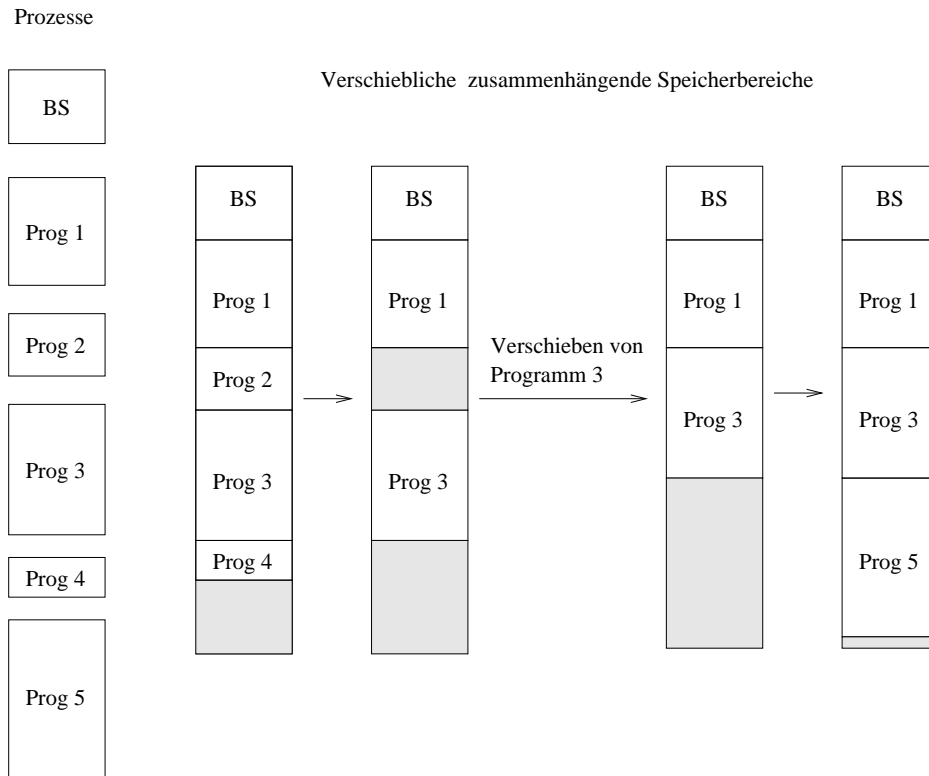 Prozesse
BS
Prog 1
Prog 2
Prog 3
Prog 4
Prog 5
Verschiebliche zusammenhängende Speicherbereiche
BS
Prog 1
Prog 2
Prog 3
Prog 4
BS
Prog 1
Prog 3
Verschieben von
Programm 3
BS
Prog 1
Prog 3
BS
Prog 1
Prog 3
Prog 5